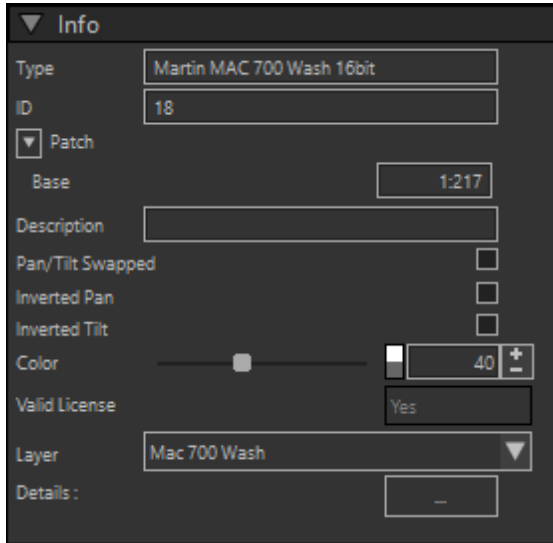 Info
Type Martin MAC 700 Wash 16bit
ID 18
Patch
Base 1:217
Description
Pan/Tilt Swapped
Inverted Pan
Inverted Tilt
Color 40 + −
Valid License Yes
Layer Mac 700 Wash
Details : ...